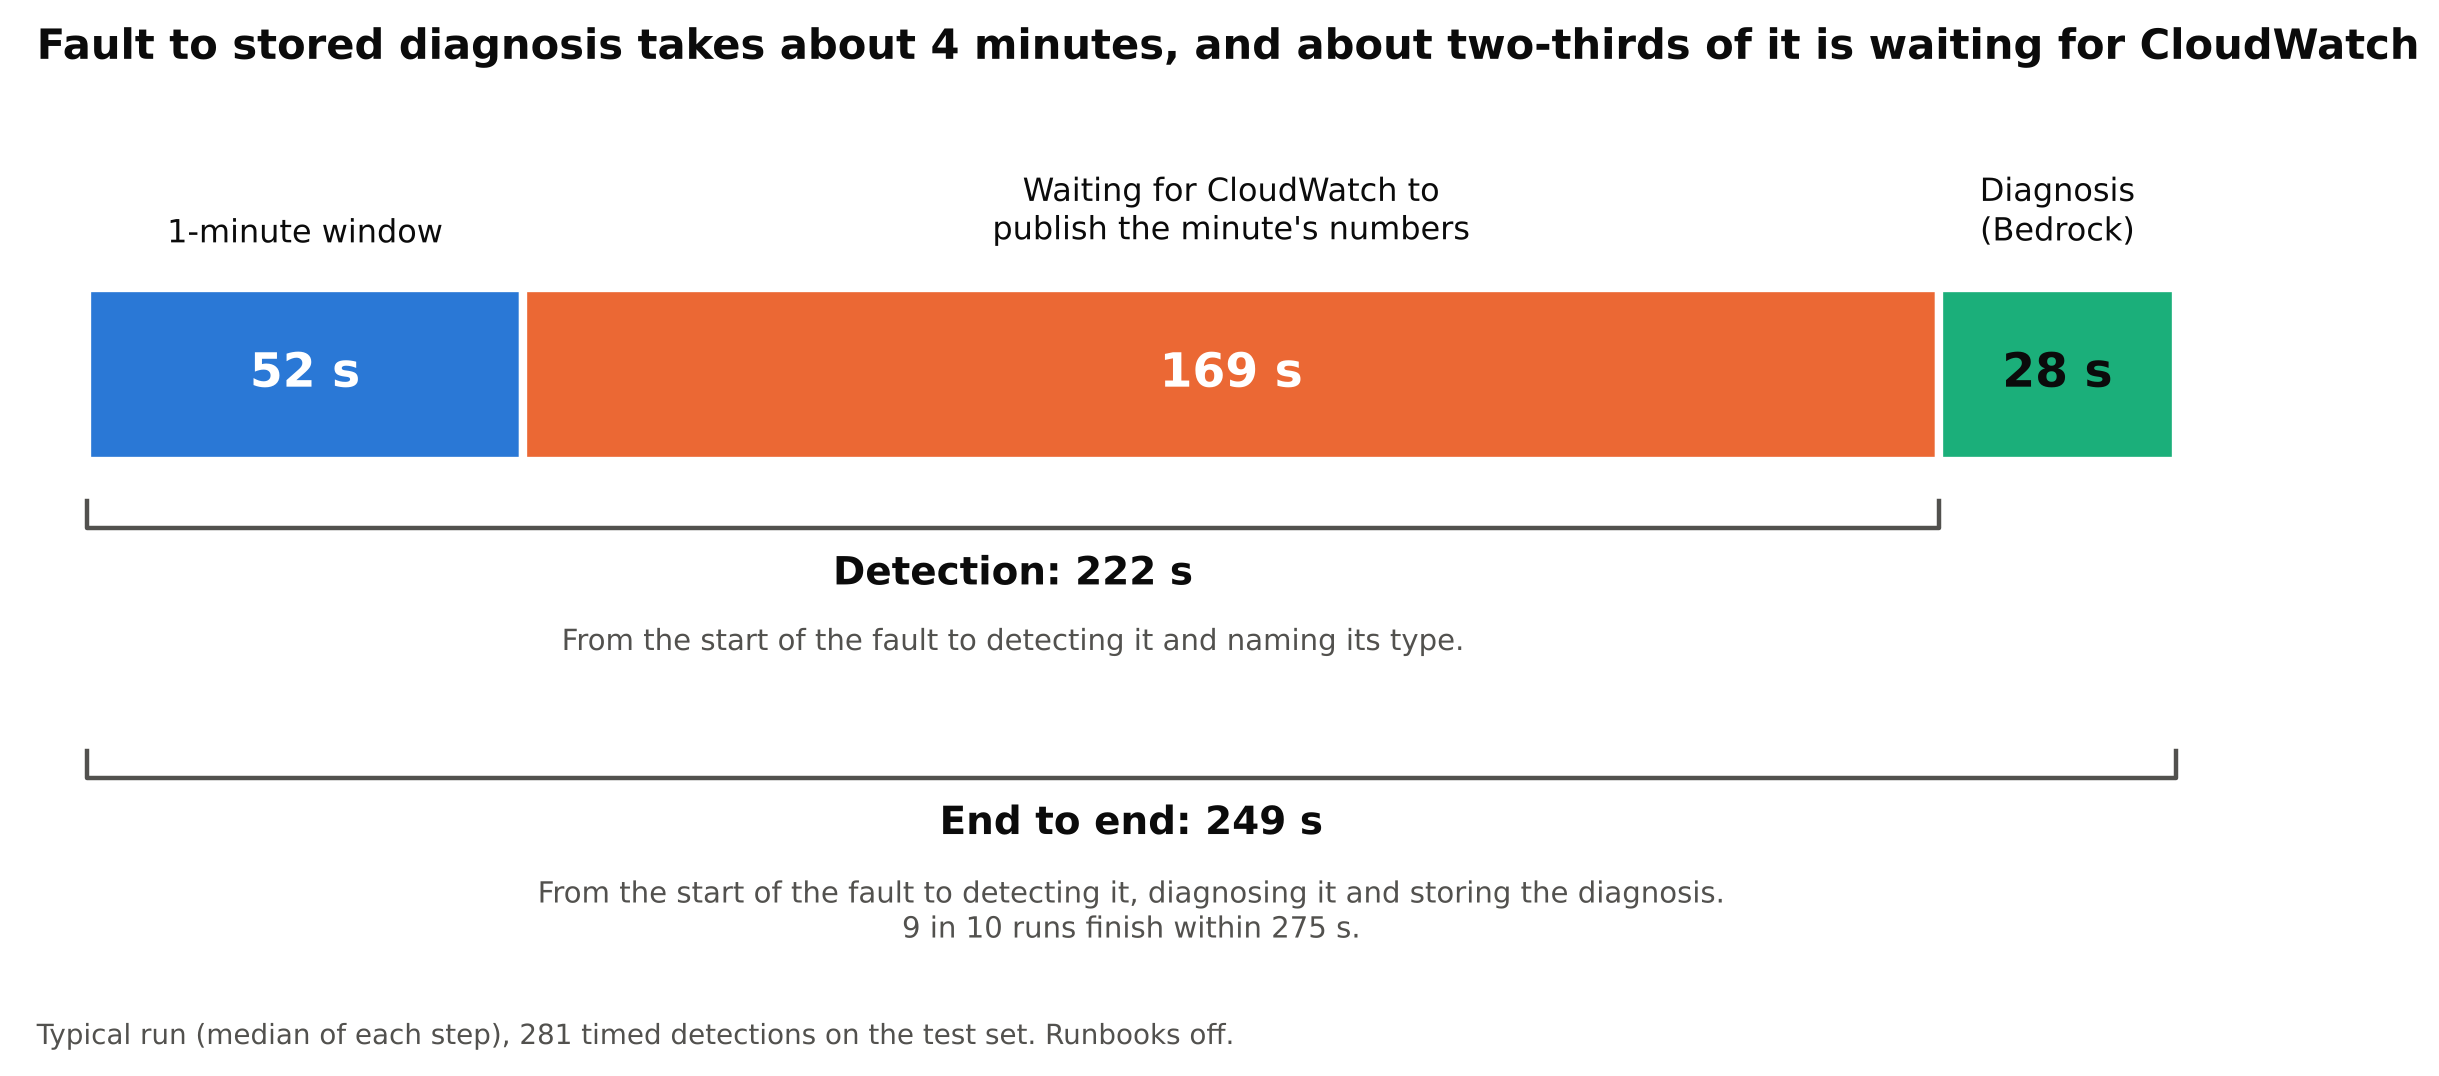 Fault to stored diagnosis takes about 4 minutes, and about two-thirds of it is waiting for CloudWatch
1-minute window
Waiting for CloudWatch to
publish the minute's numbers
Diagnosis
(Bedrock)
52 s
169 s
28 s
Detection: 222 s
From the start of the fault to detecting it and naming its type.
End to end: 249 s
From the start of the fault to detecting it, diagnosing it and storing the diagnosis.
9 in 10 runs finish within 275 s.
Typical run (median of each step), 281 timed detections on the test set. Runbooks off.